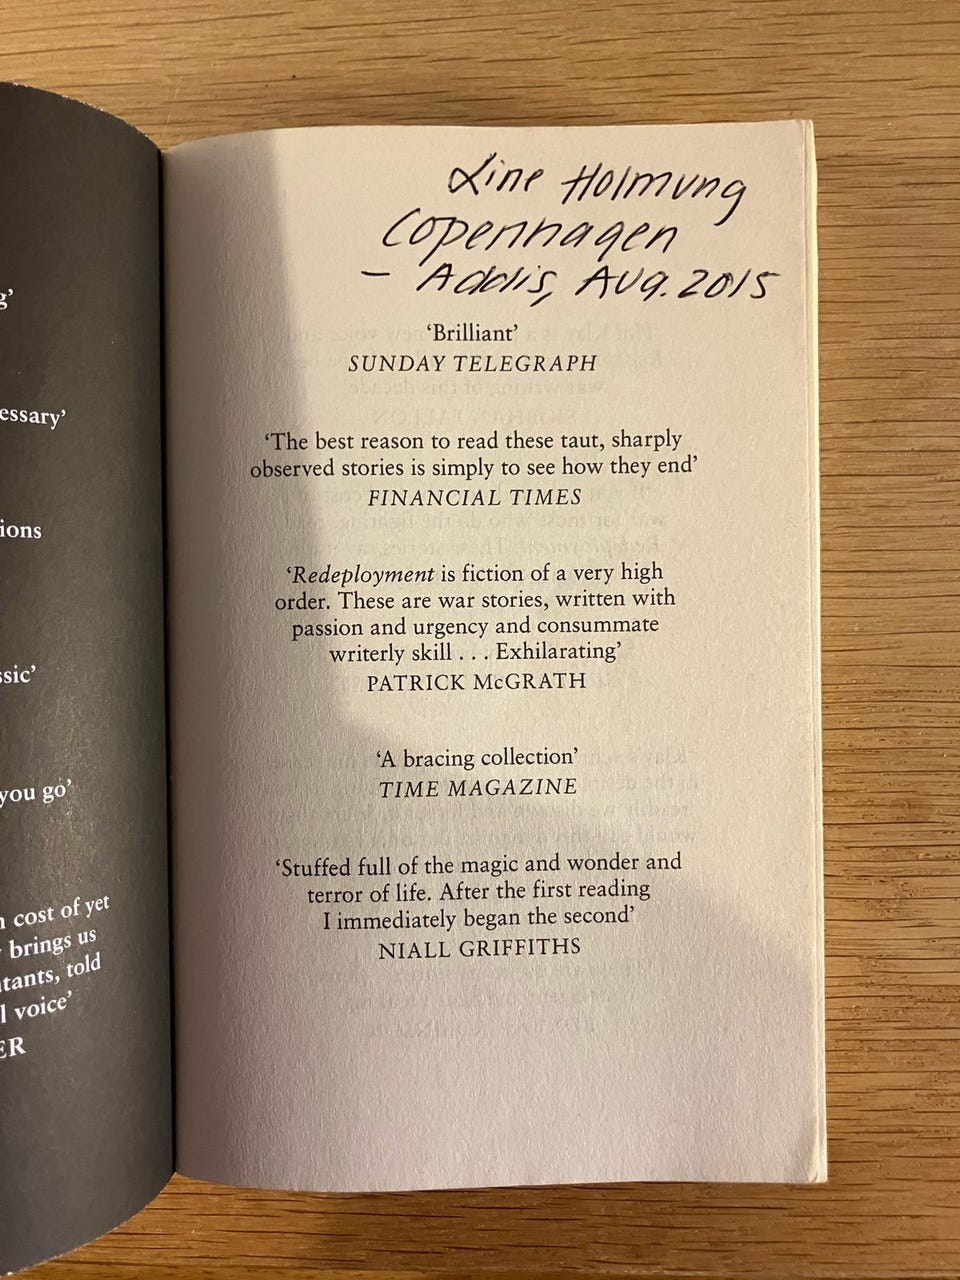 g’
essary’
ions
ssic’
you go’
cost of yet
brings us
tants, told
l voice’
ER
Line Holmung
Copenhagen
– Addis, AUG. 2015
‘Brilliant’
SUNDAY TELEGRAPH
‘The best reason to read these taut, sharply
observed stories is simply to see how they end’
FINANCIAL TIMES
‘Redeployment is fiction of a very high
order. These are war stories, written with
passion and urgency and consummate
writerly skill . . . Exhilarating’
PATRICK McGRATH
‘A bracing collection’
TIME MAGAZINE
‘Stuffed full of the magic and wonder and
terror of life. After the first reading
I immediately began the second’
NIALL GRIFFITHS